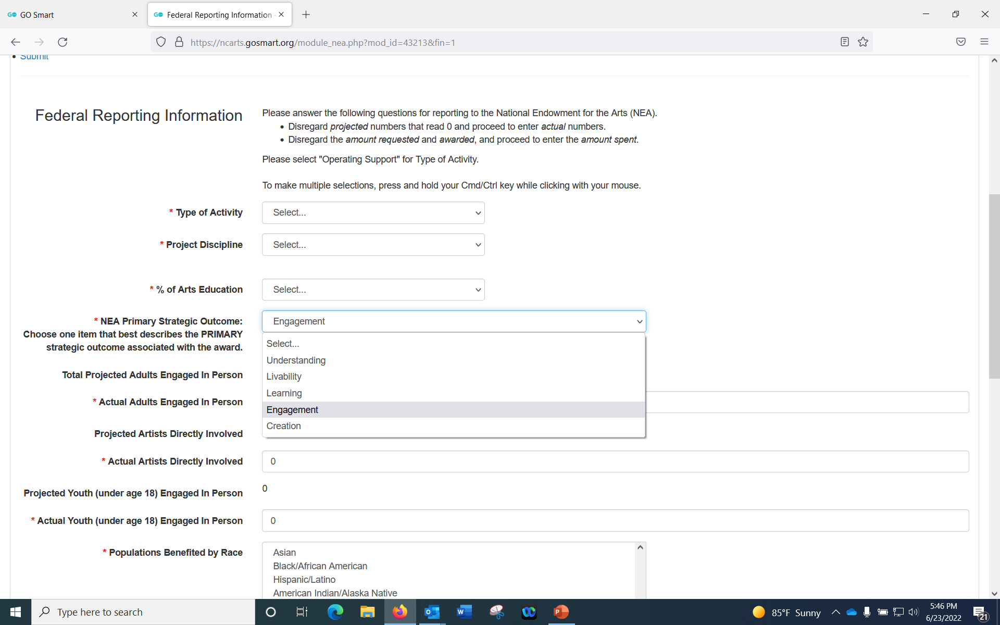 GO Smart
Federal Reporting Information
https://ncarts.gosmart.org/module_nea.php?mod_id=43213&fin=1
Submit
Federal Reporting Information
Please answer the following questions for reporting to the National Endowment for the Arts (NEA).
• Disregard projected numbers that read 0 and proceed to enter actual numbers.
• Disregard the amount requested and awarded, and proceed to enter the amount spent.
Please select "Operating Support" for Type of Activity.
To make multiple selections, press and hold your Cmd/Ctrl key while clicking with your mouse.
* Type of Activity
Select...
* Project Discipline
Select...
* % of Arts Education
Select...
* NEA Primary Strategic Outcome:
Choose one item that best describes the PRIMARY
strategic outcome associated with the award.
Engagement
Select...
Understanding
Livability
Learning
Engagement
Creation
Total Projected Adults Engaged In Person
* Actual Adults Engaged In Person
Projected Artists Directly Involved
* Actual Artists Directly Involved
0
Projected Youth (under age 18) Engaged In Person
0
* Actual Youth (under age 18) Engaged In Person
0
* Populations Benefited by Race
Asian
Black/African American
Hispanic/Latino
American Indian/Alaska Native
Type here to search
85°F Sunny
5:46 PM
6/23/2022
21